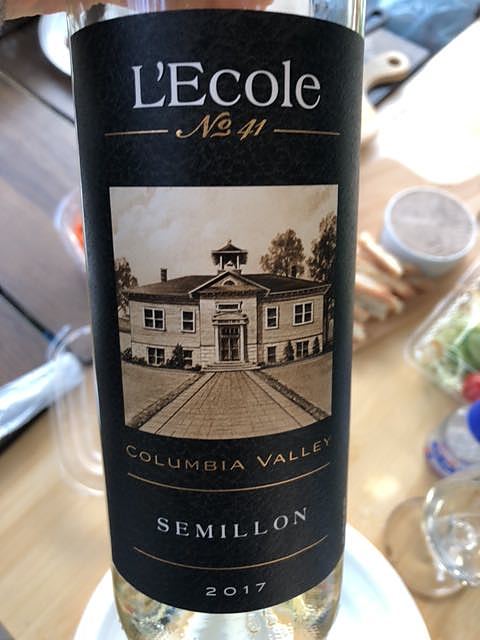 L'Ecole
No 41
COLUMBIA VALLEY
SEMILLON
2017